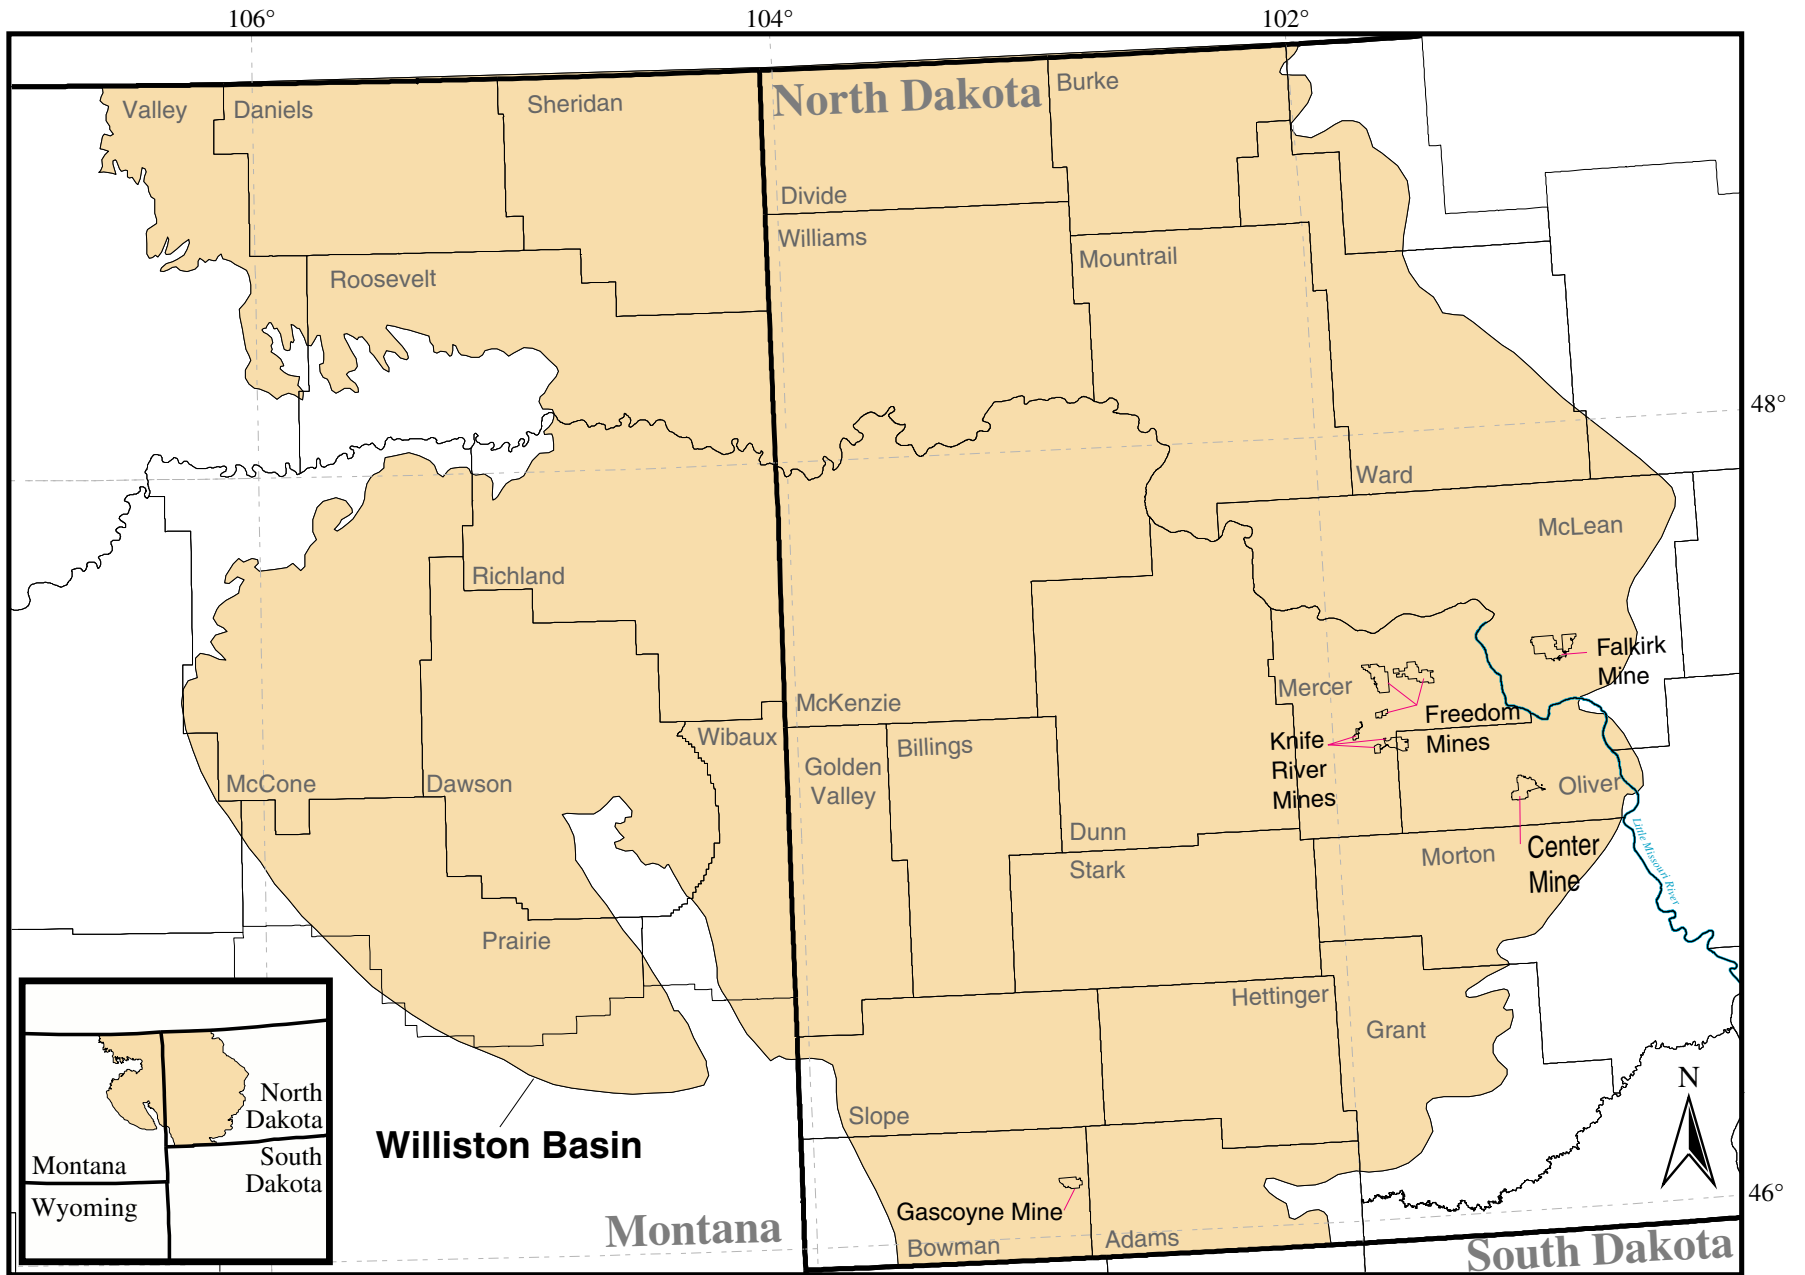 106°
104°
102°
Valley
Daniels
Sheridan
North Dakota
Burke
Divide
Williams
Mountrail
Roosevelt
48°
Ward
McLean
Richland
Falkirk
Mine
Mercer
McKenzie
Freedom
Mines
Knife
River
Mines
Wibaux
Billings
Golden
Valley
McCone
Dawson
Oliver
Little Missouri River
Dunn
Stark
Morton
Center
Mine
Prairie
Hettinger
Grant
North
Dakota
South
Dakota
Montana
Wyoming
Williston Basin
Slope
N
46°
Gascoyne Mine
Montana
Bowman
Adams
South Dakota